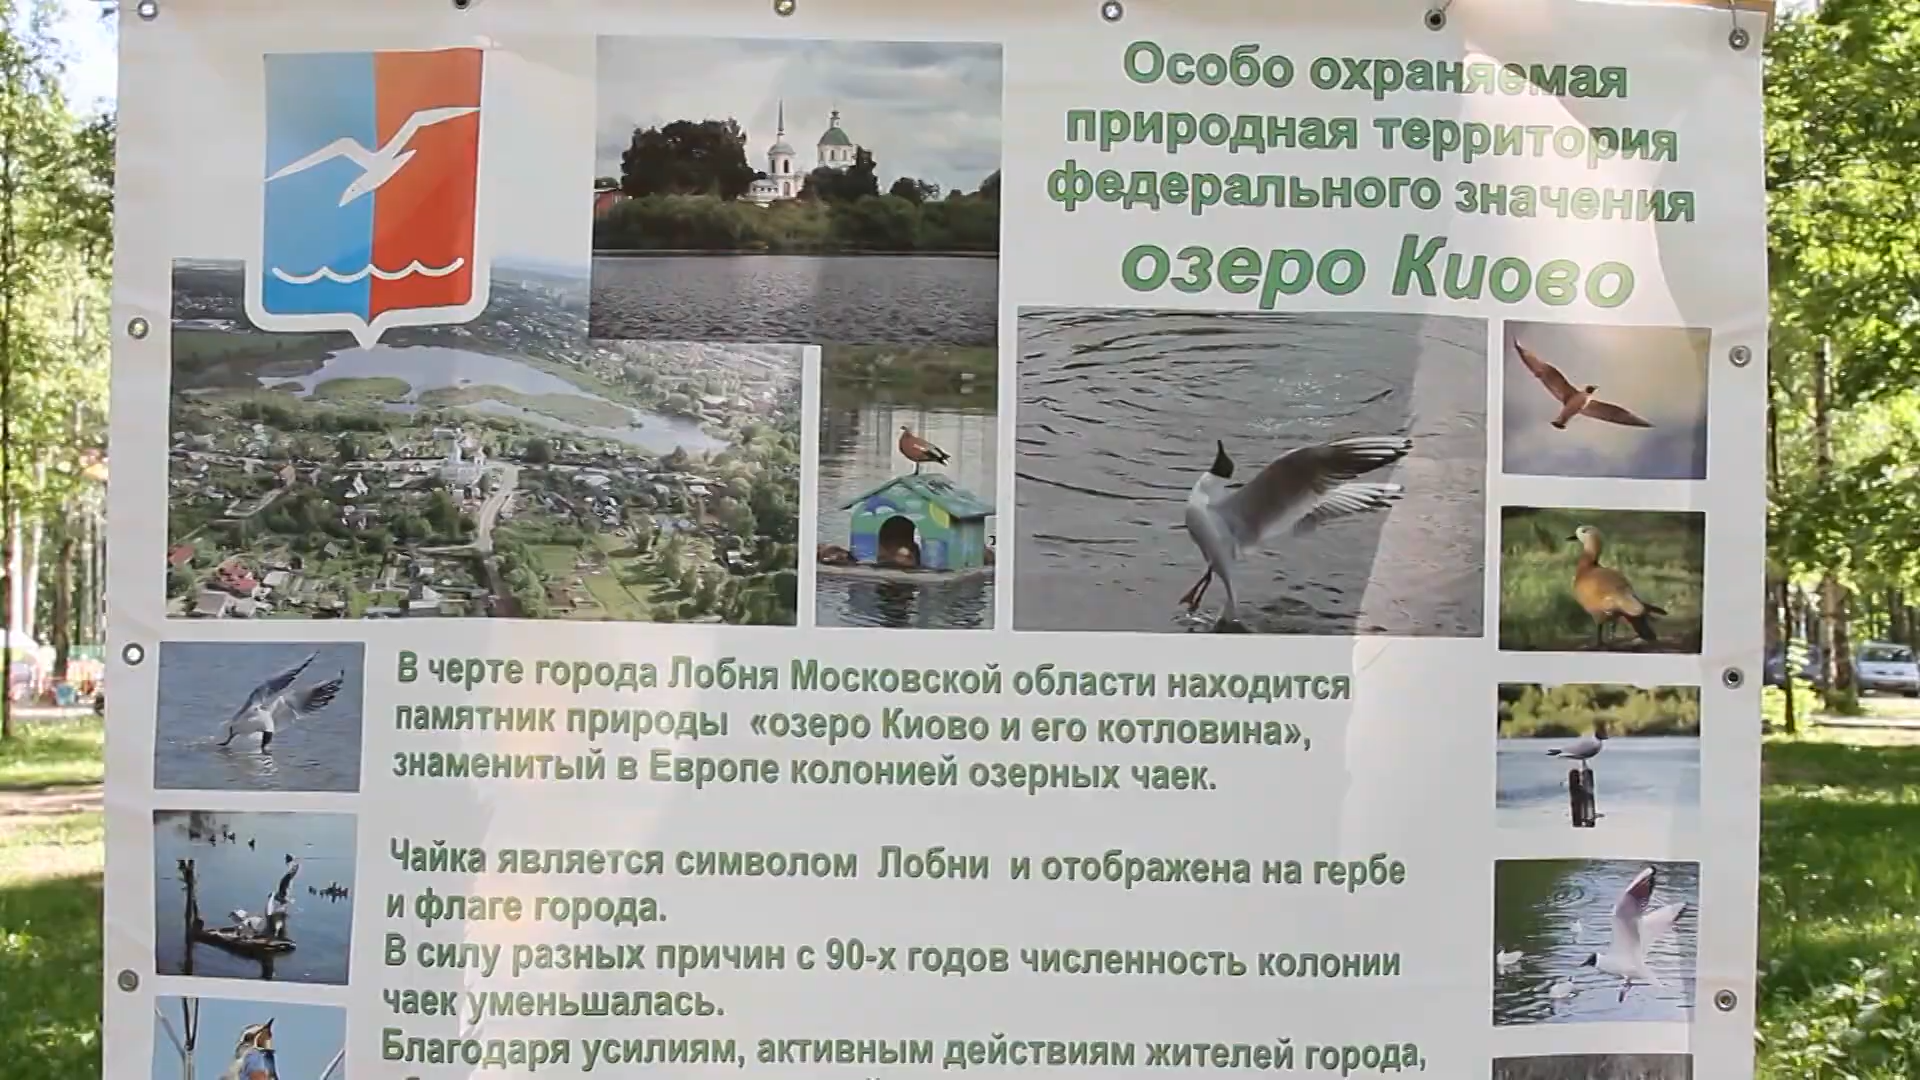 Особо охраняемая
природная территория
федерального значения
озеро Киово
В черте города Лобня Московской области находится
памятник природы «озеро Киово и его котловина»,
знаменитый в Европе колонией озерных чаек.
Чайка является символом Лобни и отображена на гербе
и флаге города.
В силу разных причин с 90-х годов численность колонии
чаек уменьшалась.
Благодаря усилиям, активным действиям жителей города,